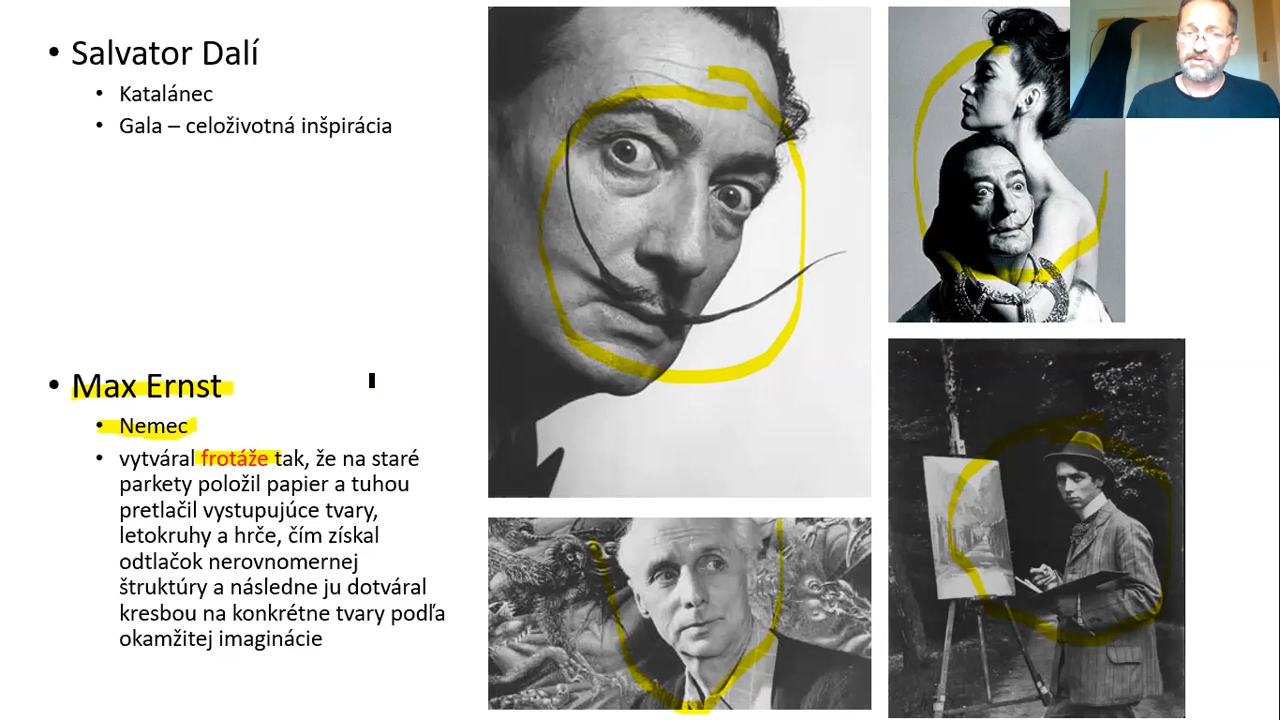 • Salvator Dalí
• Katalánec
• Gala – celoživotná inšpirácia
• Max Ernst
• Nemec
• vytváral frotáže tak, že na staré
parkety položil papier a tuhou
pretlačil vystupujúce tvary,
letokruhy a hrče, čím získal
odtlačok nerovnomernej
štruktúry a následne ju dotváral
kresbou na konkrétne tvary podľa
okamžitej imaginácie